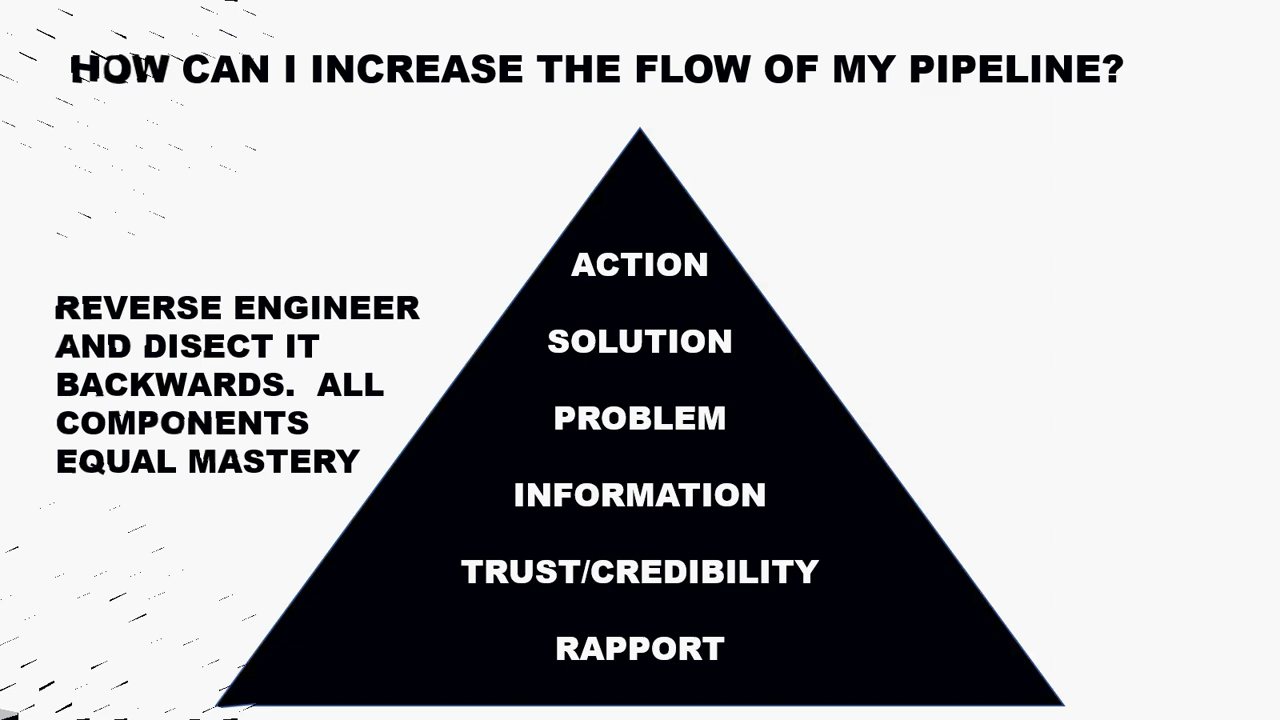 HOW CAN I INCREASE THE FLOW OF MY PIPELINE?
REVERSE ENGINEER
AND DISECT IT
BACKWARDS.  ALL
COMPONENTS
EQUAL MASTERY
ACTION
SOLUTION
PROBLEM
INFORMATION
TRUST/CREDIBILITY
RAPPORT